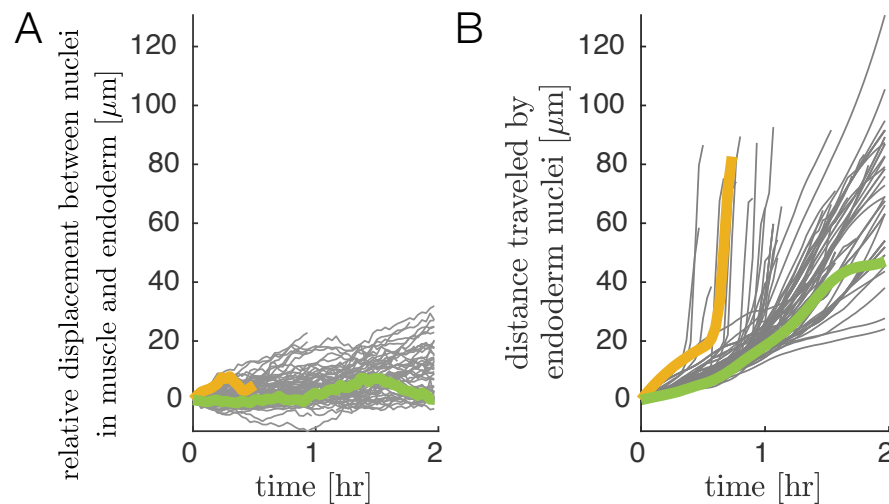 A
relative displacement between nuclei
in muscle and endoderm [μm]
120
100
80
60
40
20
0
0
1
2
time [hr]
B
distance traveled by
endoderm nuclei [μm]
120
100
80
60
40
20
0
0
1
2
time [hr]